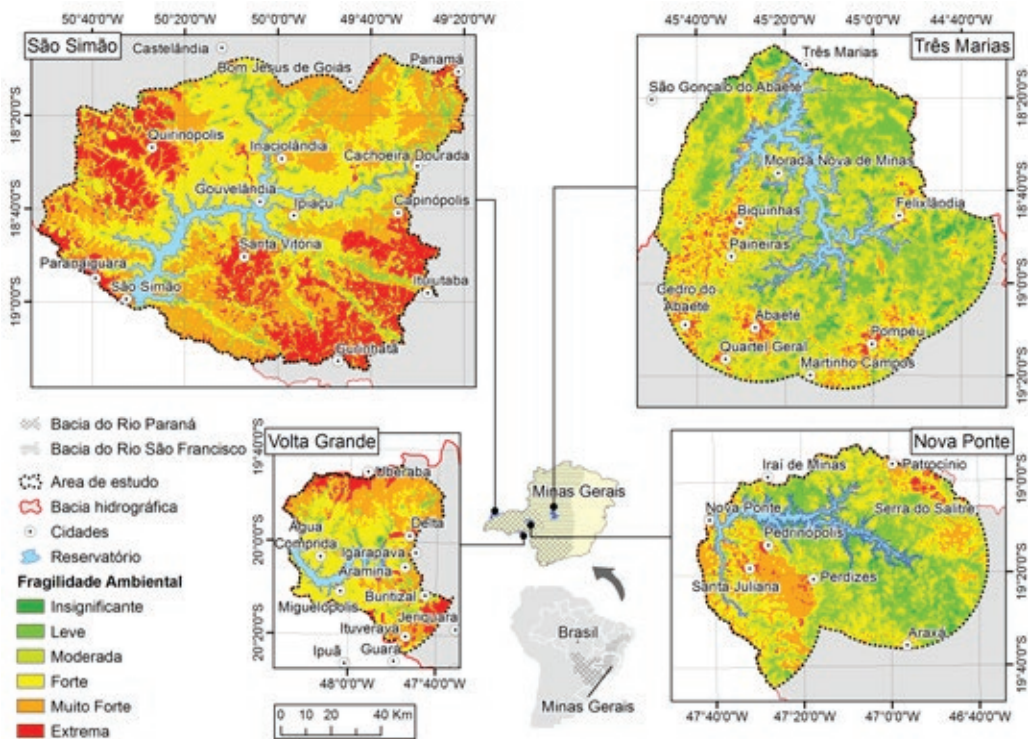 50°40'0"W 50°20'0"W 50°0'0"W 49°40'0"W 49°20'0"W
São Simão
Castelândia
Bom Jesus de Goiás
Panamá
Quirinópolis
Inaciolândia
Cachoeira Dourada
Gouvelândia
Ipiaçu
Capinópolis
Santa Vitória
Paranaiguara
São Simão
Ituiutaba
Gurinhatã
18°20'0"S
18°40'0"S
19°0'0"S
45°40'0"W 45°20'0"W 45°0'0"W 44°40'0"W
Três Marias
Três Marias
São Gonçalo do Abaeté
Morada Nova de Minas
Biquinhas
Felixlândia
Paineiras
Cedro do
Abaeté
Abaeté
Quartel Geral
Pompéu
Martinho Campos
18°20'0"S
18°40'0"S
19°0'0"S
19°20'0"S
Bacia do Rio Paraná
Bacia do Rio São Francisco
Area de estudo
Bacia hidrográfica
Cidades
Reservatório
Fragilidade Ambiental
Insignificante
Leve
Moderada
Forte
Muito Forte
Extrema
Volta Grande
Uberaba
Delta
Água
Comprida
Igarapava
Aramina
Miguelópolis
Buritizal
Jeriquara
Ituverava
Ipuã
Guará
19°40'0"S
20°0'0"S
20°20'0"S
48°0'0"W 47°40'0"W
0 10 20 40 Km
Minas Gerais
Brasil
Minas Gerais
Nova Ponte
Iraí de Minas
Patrocínio
Nova Ponte
Serra do Salitre
Pedrinópolis
Santa Juliana
Perdizes
Araxá
19°0'0"S
19°20'0"S
19°40'0"S
47°40'0"W 47°20'0"W 47°0'0"W 46°40'0"W